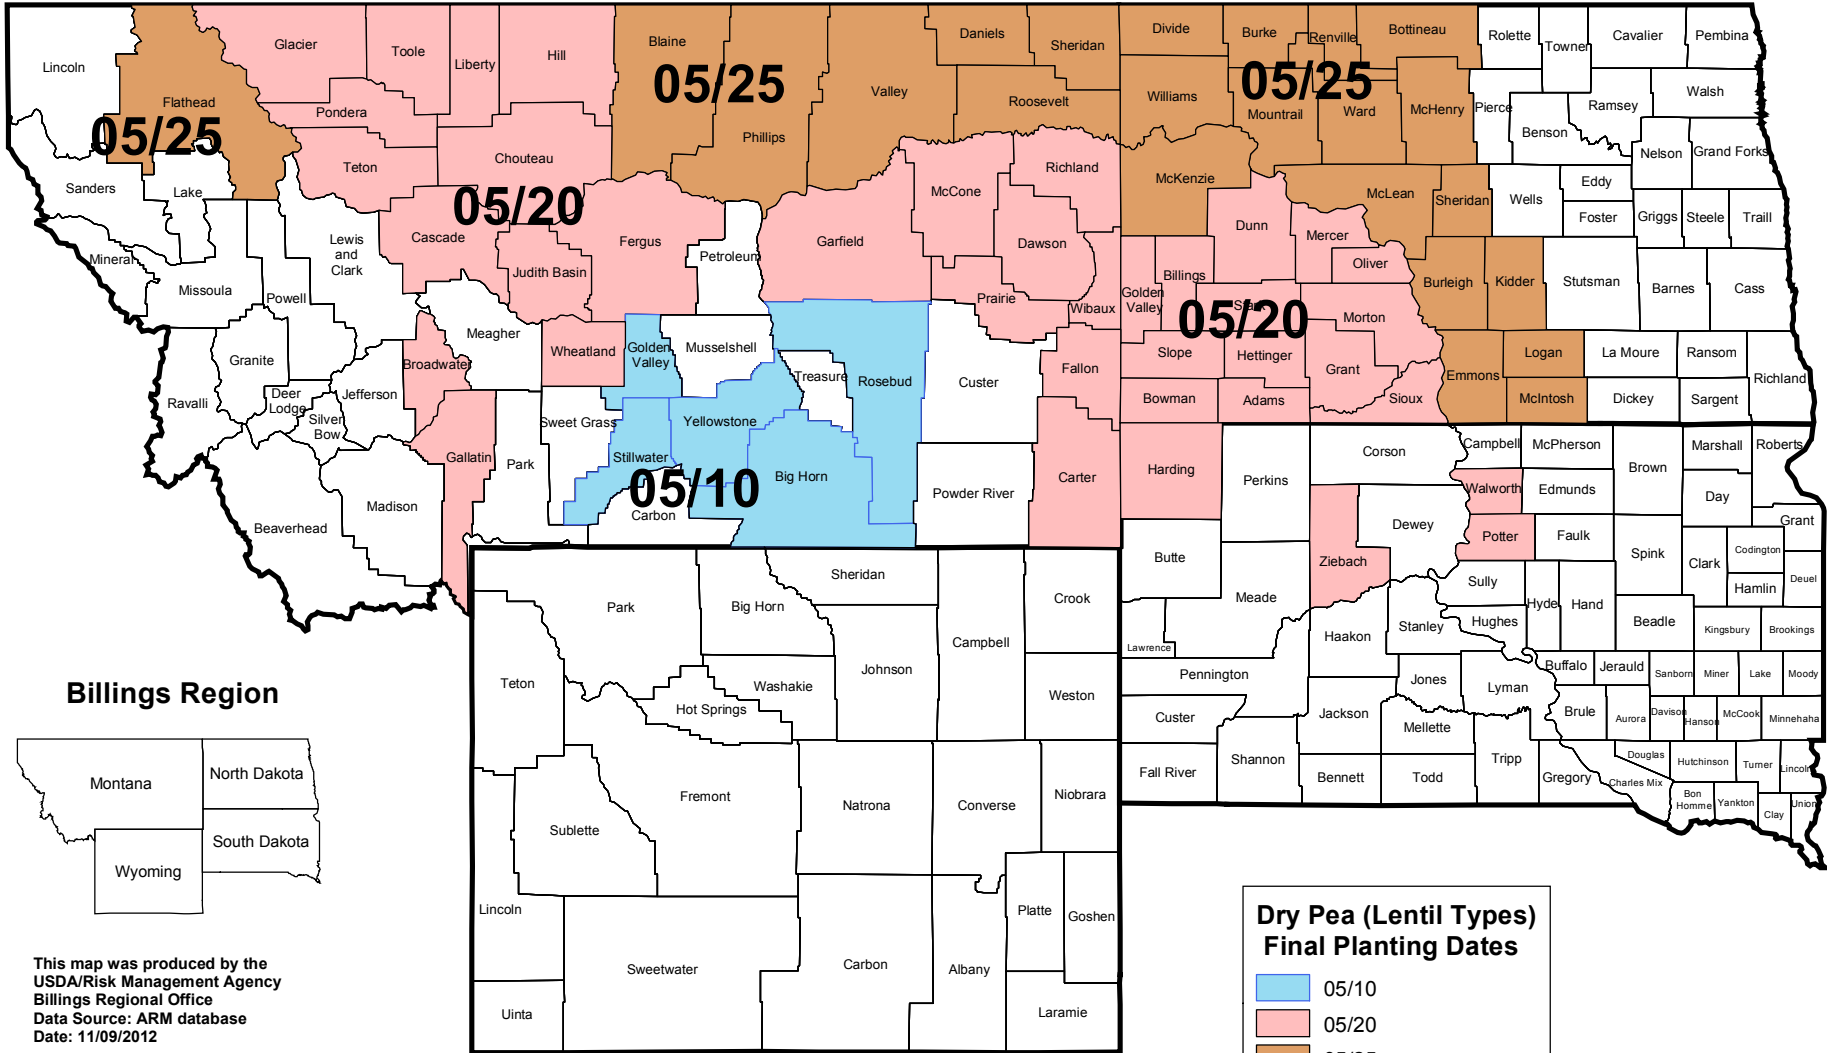 Lincoln
Flathead
Glacier
Toole
Liberty
Hill
Blaine
Phillips
Valley
Daniels
Sheridan
Roosevelt
Pondera
Teton
Chouteau
05/25
05/25
05/20
Sanders
Lake
Mineral
Missoula
Powell
Lewis
and
Clark
Cascade
Judith Basin
Fergus
Petroleum
Garfield
McCone
Richland
Dawson
Prairie
Wibaux
Meagher
Granite
Ravalli
Deer
Lodge
Silver
Bow
Jefferson
Broadwater
Wheatland
Golden
Valley
Musselshell
Treasure
Rosebud
Custer
Fallon
Sweet Grass
Yellowstone
Stillwater
Big Horn
05/10
Carbon
Park
Gallatin
Madison
Beaverhead
Powder River
Carter
Divide
Burke
Renville
Bottineau
Rolette
Towner
Cavalier
Pembina
05/25
Williams
Mountrail
Ward
McHenry
Pierce
Benson
Ramsey
Walsh
Nelson
Grand Forks
McKenzie
McLean
Sheridan
Wells
Eddy
Foster
Griggs
Steele
Traill
Dunn
Mercer
Oliver
Billings
Golden
Valley
05/20
Morton
Burleigh
Kidder
Stutsman
Barnes
Cass
Slope
Hettinger
Grant
Sioux
Bowman
Adams
Emmons
Logan
McIntosh
La Moure
Ransom
Dickey
Sargent
Richland
Harding
Perkins
Corson
Campbell
McPherson
Brown
Marshall
Roberts
Walworth
Edmunds
Day
Grant
Butte
Meade
Ziebach
Dewey
Potter
Faulk
Spink
Clark
Codington
Hamlin
Deuel
Lawrence
Haakon
Stanley
Sully
Hughes
Hyde
Hand
Beadle
Kingsbury
Brookings
Pennington
Jackson
Jones
Lyman
Buffalo
Jerauld
Sanborn
Miner
Lake
Moody
Custer
Shannon
Mellette
Brule
Aurora
Davison
Hanson
McCook
Minnehaha
Fall River
Bennett
Todd
Tripp
Gregory
Charles Mix
Douglas
Hutchinson
Turner
Lincoln
Bon
Homme
Yankton
Clay
Union
Park
Big Horn
Sheridan
Campbell
Crook
Teton
Hot Springs
Washakie
Johnson
Weston
Sublette
Fremont
Natrona
Converse
Niobrara
Lincoln
Uinta
Sweetwater
Carbon
Albany
Platte
Goshen
Laramie
Billings Region
Montana
North Dakota
South Dakota
Wyoming
This map was produced by the
USDA/Risk Management Agency
Billings Regional Office
Data Source: ARM database
Date: 11/09/2012
Dry Pea (Lentil Types)
Final Planting Dates
05/10
05/20